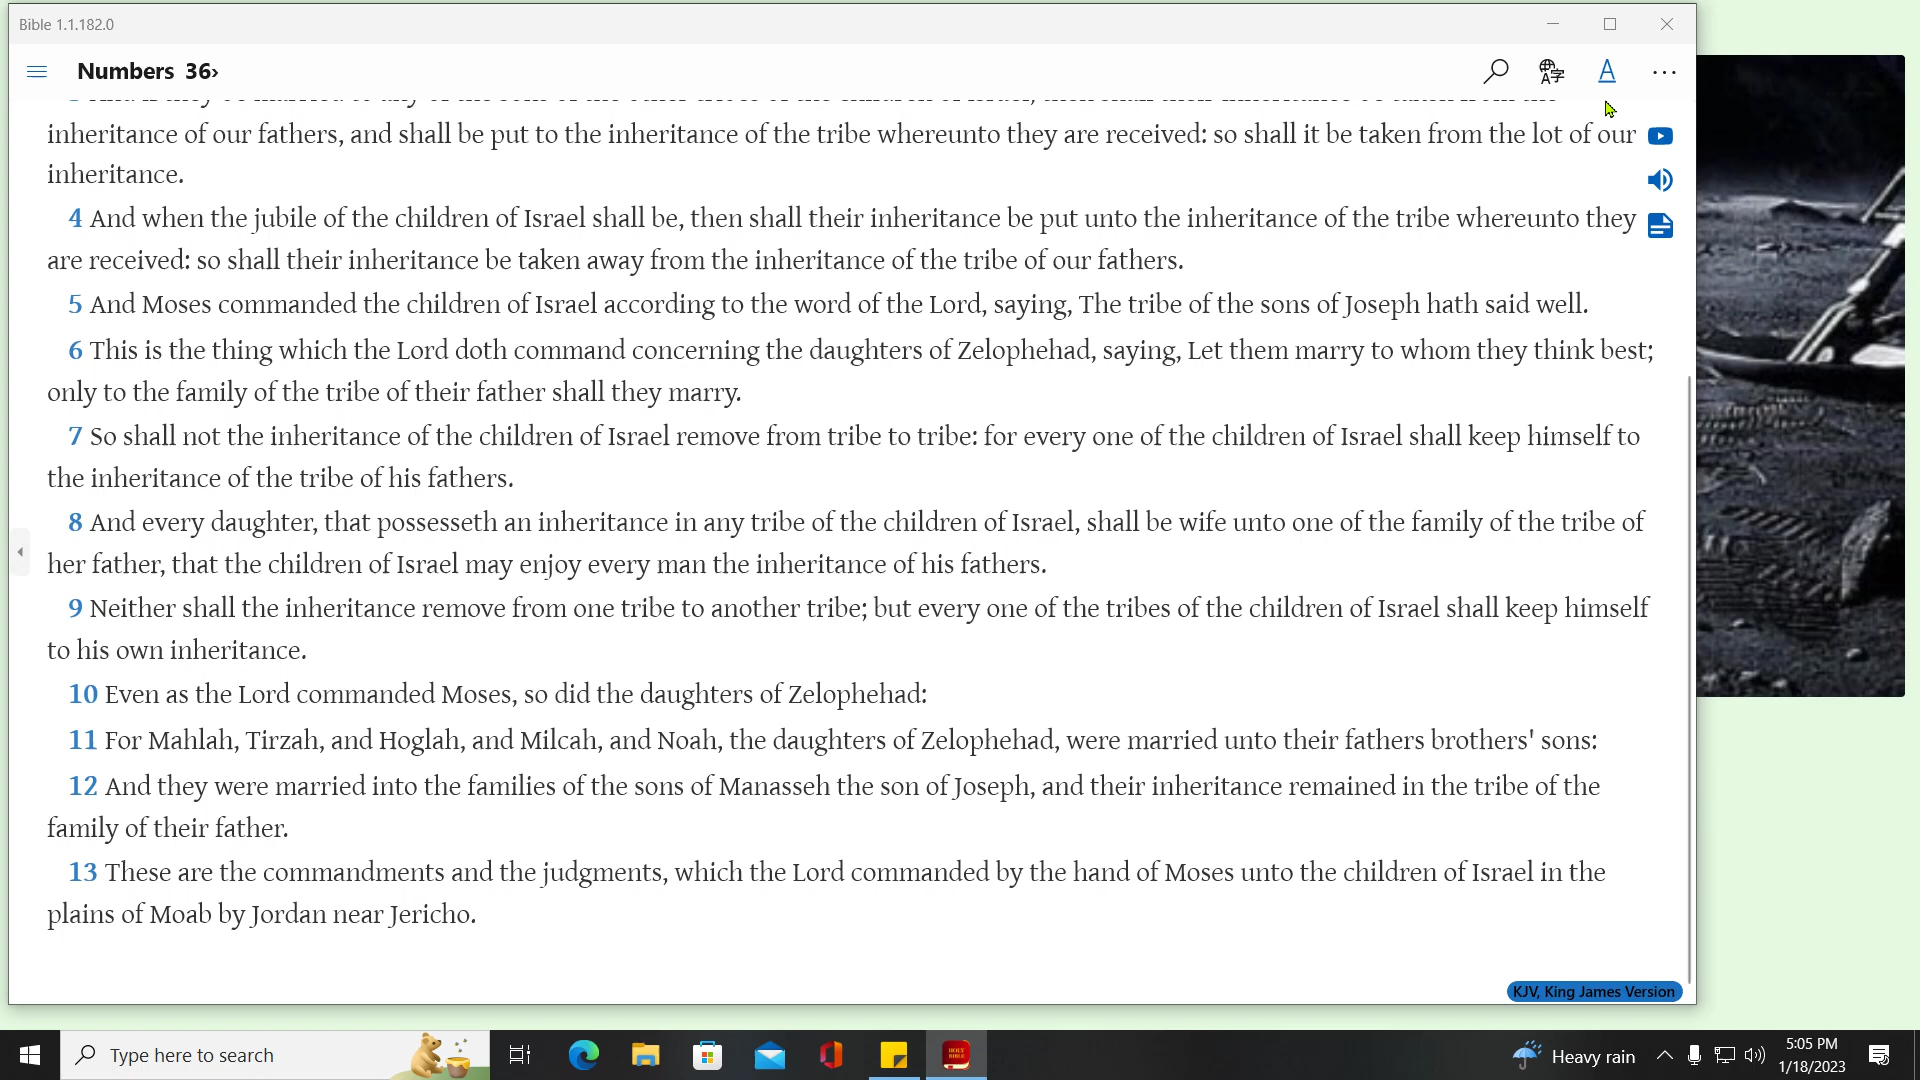 Bible 1.1.182.0
Numbers 36›
inheritance of our fathers, and shall be put to the inheritance of the tribe whereunto they are received: so shall it be taken from the lot of our
inheritance.
4 And when the jubile of the children of Israel shall be, then shall their inheritance be put unto the inheritance of the tribe whereunto they
are received: so shall their inheritance be taken away from the inheritance of the tribe of our fathers.
5 And Moses commanded the children of Israel according to the word of the Lord, saying, The tribe of the sons of Joseph hath said well.
6 This is the thing which the Lord doth command concerning the daughters of Zelophehad, saying, Let them marry to whom they think best;
only to the family of the tribe of their father shall they marry.
7 So shall not the inheritance of the children of Israel remove from tribe to tribe: for every one of the children of Israel shall keep himself to
the inheritance of the tribe of his fathers.
8 And every daughter, that possesseth an inheritance in any tribe of the children of Israel, shall be wife unto one of the family of the tribe of
her father, that the children of Israel may enjoy every man the inheritance of his fathers.
9 Neither shall the inheritance remove from one tribe to another tribe; but every one of the tribes of the children of Israel shall keep himself
to his own inheritance.
10 Even as the Lord commanded Moses, so did the daughters of Zelophehad:
11 For Mahlah, Tirzah, and Hoglah, and Milcah, and Noah, the daughters of Zelophehad, were married unto their fathers brothers' sons:
12 And they were married into the families of the sons of Manasseh the son of Joseph, and their inheritance remained in the tribe of the
family of their father.
13 These are the commandments and the judgments, which the Lord commanded by the hand of Moses unto the children of Israel in the
plains of Moab by Jordan near Jericho.
KJV, King James Version
Type here to search
HOLY BIBLE
Heavy rain
5:05 PM
1/18/2023